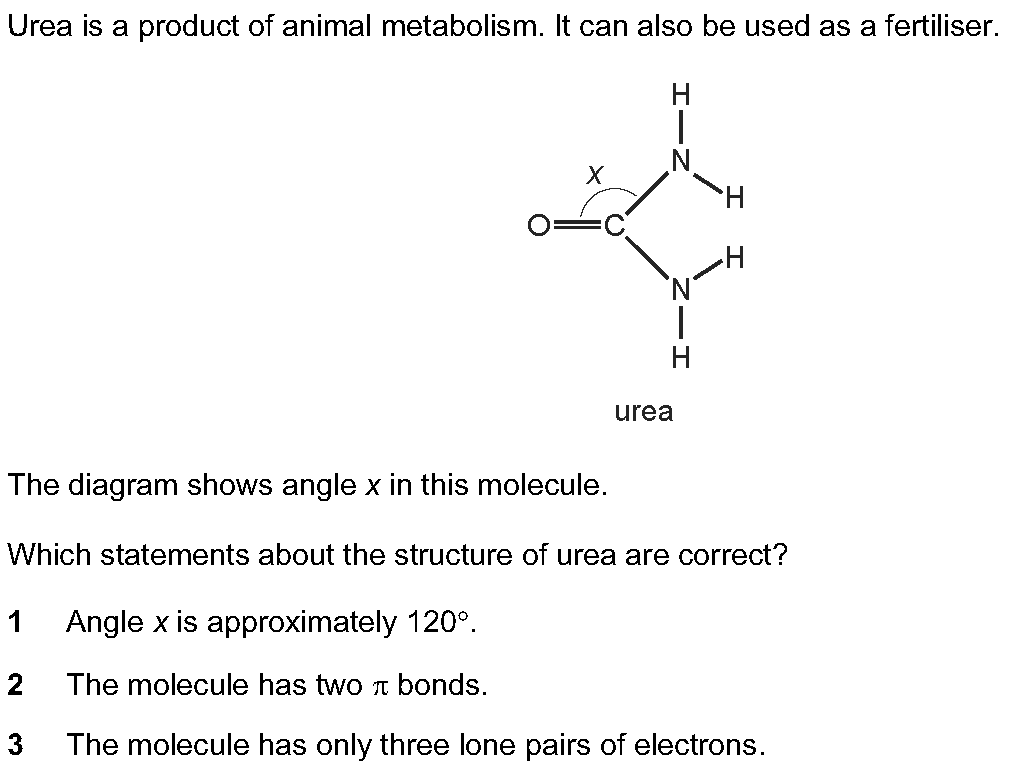 Urea is a product of animal metabolism. It can also be used as a fertiliser.
H
N
x
H
O C
H
N
H
urea
The diagram shows angle x in this molecule.
Which statements about the structure of urea are correct?
1 Angle x is approximately 120°.
2 The molecule has two π bonds.
3 The molecule has only three lone pairs of electrons.